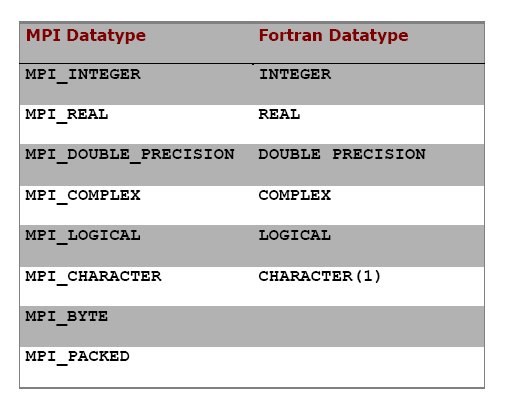 MPI Datatype Fortran Datatype
MPI_INTEGER INTEGER
MPI_REAL REAL
MPI_DOUBLE_PRECISION DOUBLE PRECISION
MPI_COMPLEX COMPLEX
MPI_LOGICAL LOGICAL
MPI_CHARACTER CHARACTER(1)
MPI_BYTE
MPI_PACKED